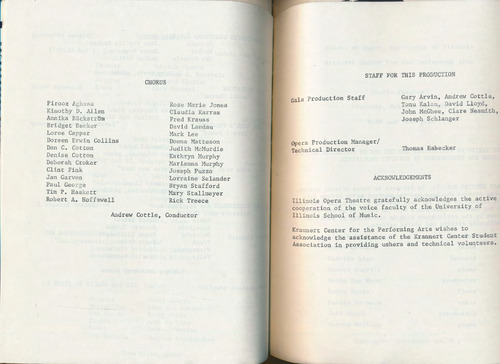 CHORUS
Pirooz Aghssa
Kimothy D. Allen
Annika Bäckström
Bridget Becker
Loree Capper
Doreen Erwin Collins
Don C. Cotton
Denise Cotton
Deborah Croker
Clint Fink
Jan Garven
Paul George
Tim P. Haskett
Robert A. Hoffswall
Rose Marie Jones
Claudia Karras
Fred Krauss
David Landau
Mark Lee
Donna Matteson
Judith McMurdie
Kathryn Murphy
Marianna Murphy
Joseph Puzzo
Lorraine Selander
Bryan Stafford
Mary Stallmeyer
Rick Treece
Andrew Cottle, Conductor
STAFF FOR THIS PRODUCTION
Gala Production Staff
Gary Arvin, Andrew Cottle,
Tonu Kalam, David Lloyd,
John McGhee, Clare Nesmith,
Joseph Schlanger
Opera Production Manager/
Technical Director
Thomas Rabecker
ACKNOWLEDGEMENTS
Illinois Opera Theatre gratefully acknowledges the active
cooperation of the voice faculty of the University of
Illinois School of Music.
Krannert Center for the Performing Arts wishes to
acknowledge the assistance of the Krannert Center Student
Association in providing ushers and technical volunteers.